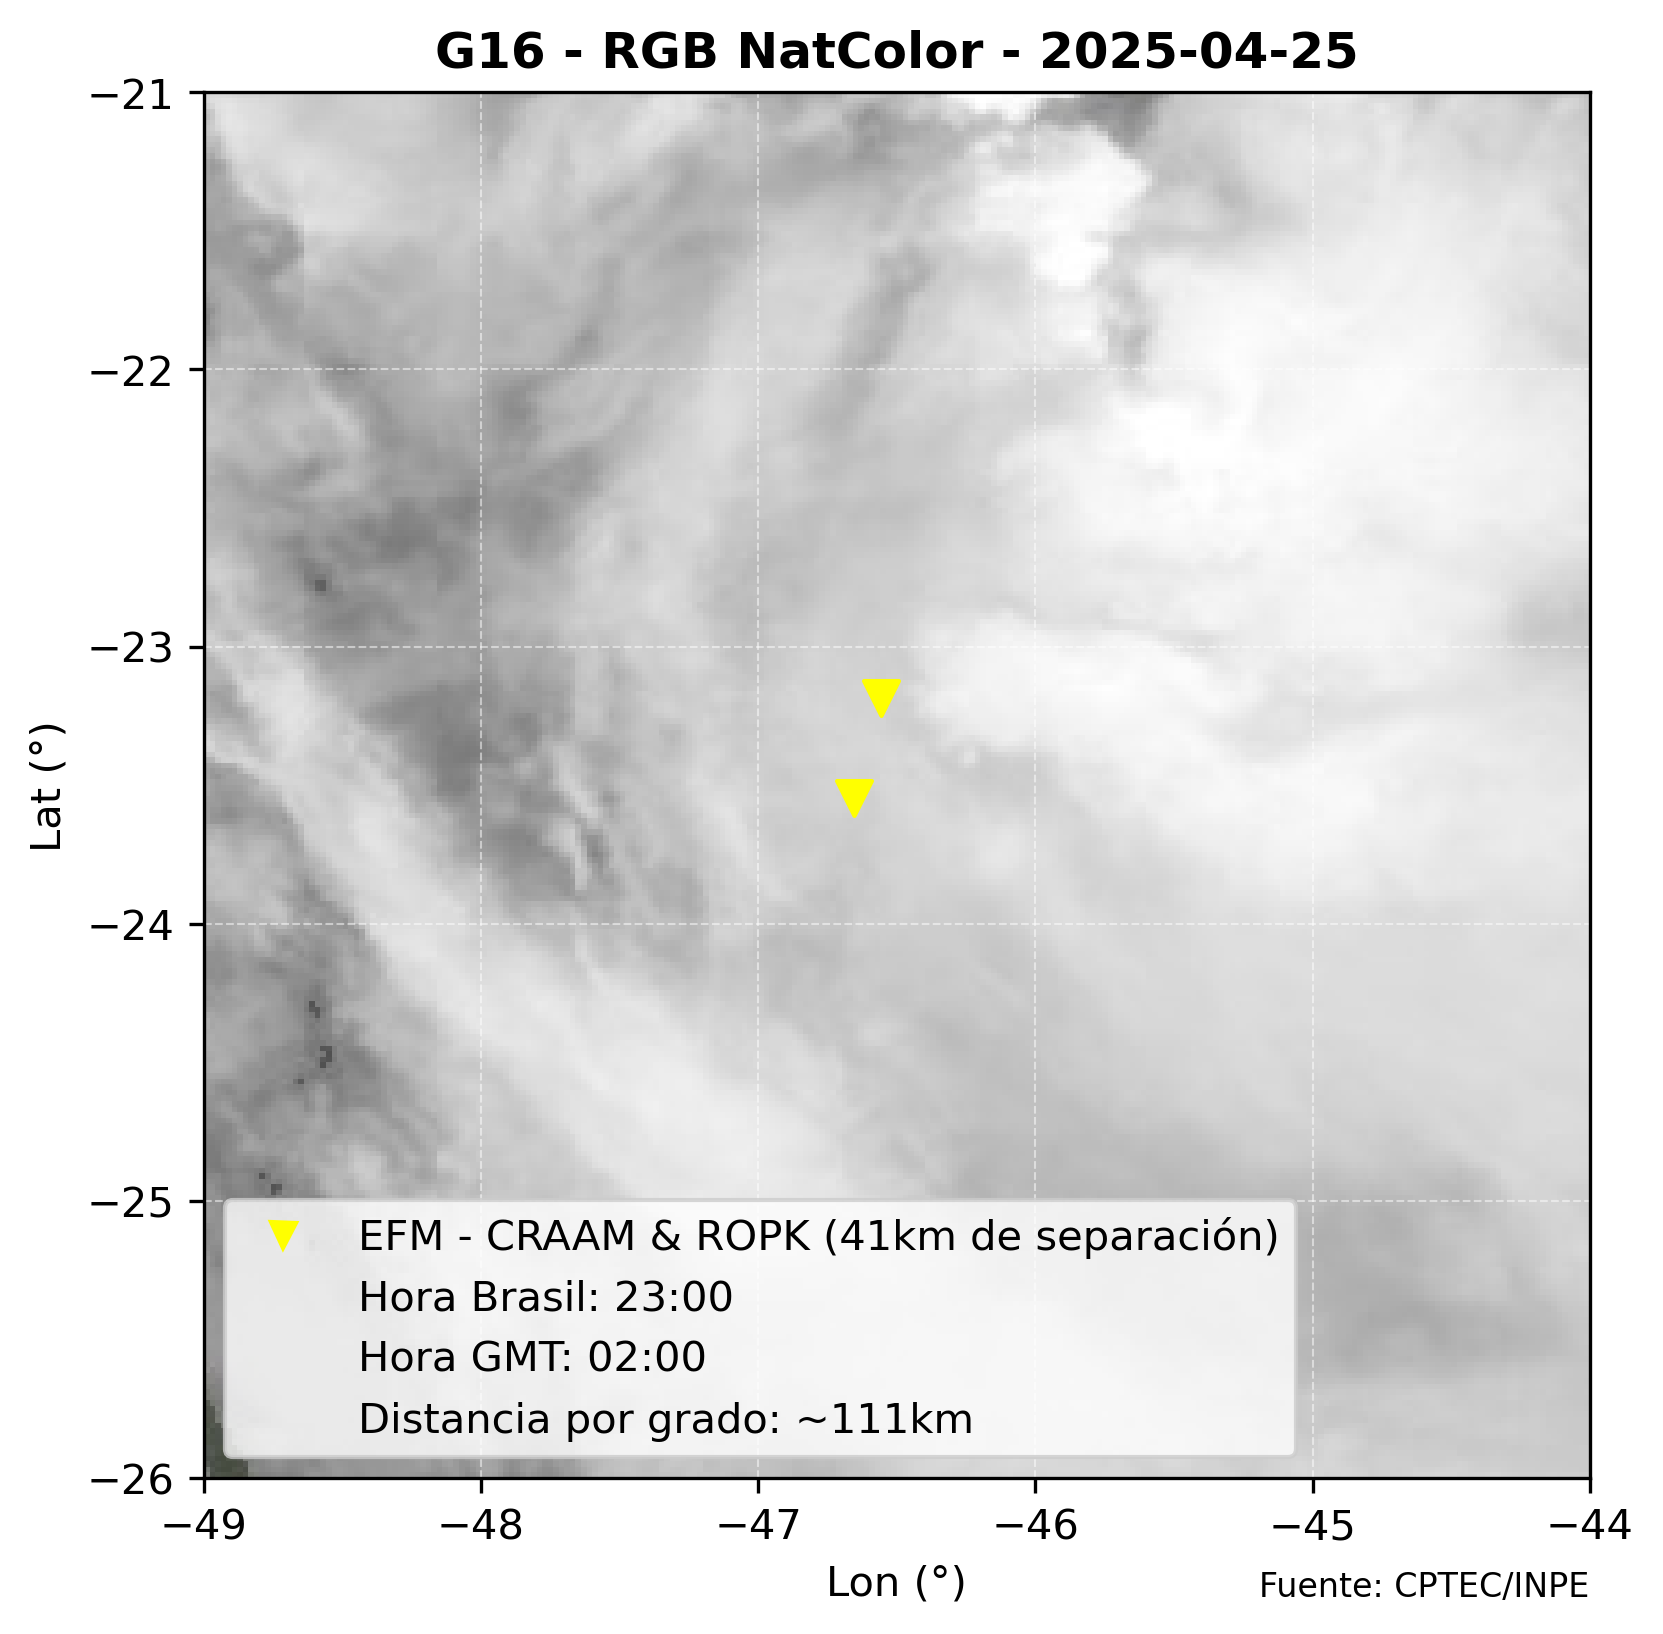 G16 - RGB NatColor - 2025-04-25
−21
−22
−23
−24
−25
−26
Lat (°)
EFM - CRAAM & ROPK (41km de separación)
Hora Brasil: 23:00
Hora GMT: 02:00
Distancia por grado: ~111km
−49 −48 −47 −46 −45 −44
Lon (°)
Fuente: CPTEC/INPE